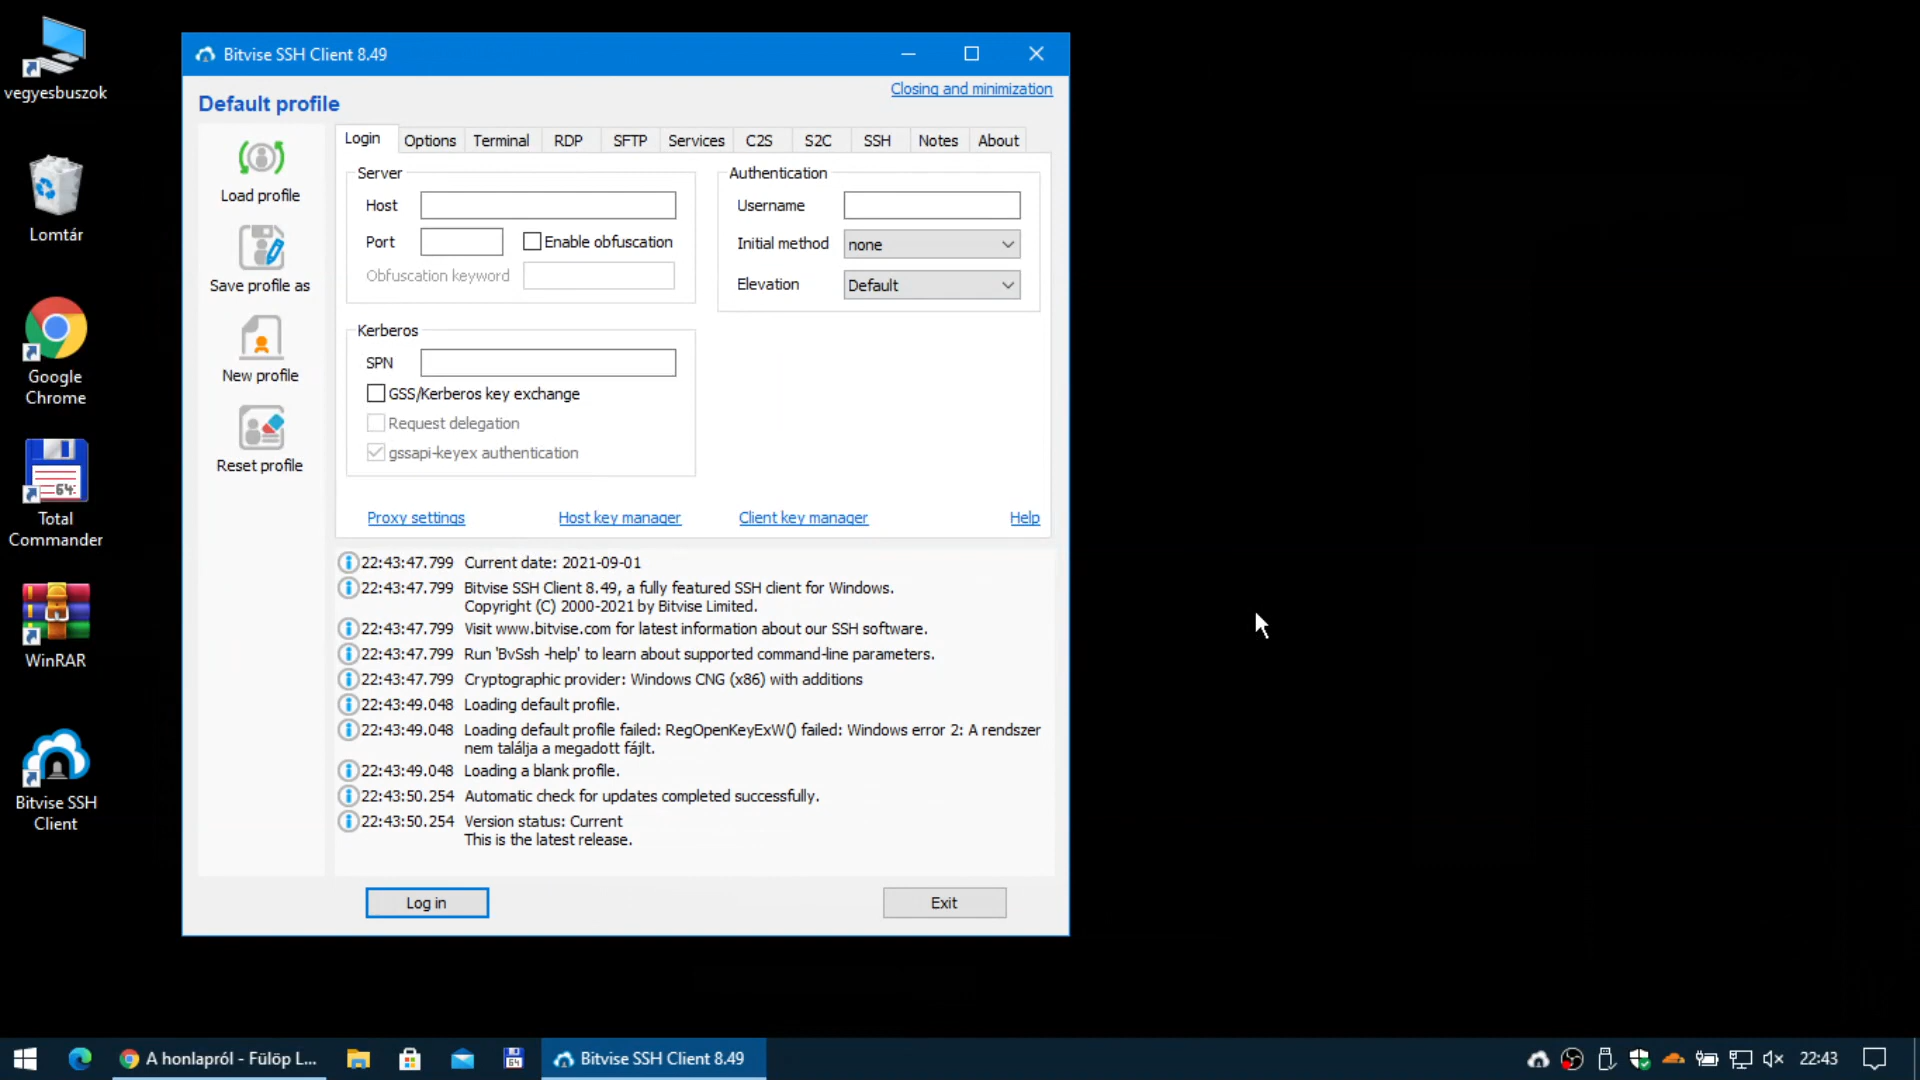 vegyesbuszok
Lomtár
Google
Chrome
64
Total
Commander
WinRAR
Bitvise SSH
Client
Bitvise SSH Client 8.49
Closing and minimization
Default profile
Load profile
Save profile as
New profile
Reset profile
Login Options Terminal RDP SFTP Services C2S S2C SSH Notes About
Server
Host
Port Enable obfuscation
Obfuscation keyword
Authentication
Username
Initial method none
Elevation Default
Kerberos
SPN
GSS/Kerberos key exchange
Request delegation
gssapi-keyex authentication
Proxy settings Host key manager Client key manager Help
22:43:47.799 Current date: 2021-09-01
22:43:47.799 Bitvise SSH Client 8.49, a fully featured SSH client for Windows.
Copyright (C) 2000-2021 by Bitvise Limited.
22:43:47.799 Visit www.bitvise.com for latest information about our SSH software.
22:43:47.799 Run 'BvSsh -help' to learn about supported command-line parameters.
22:43:47.799 Cryptographic provider: Windows CNG (x86) with additions
22:43:49.048 Loading default profile.
22:43:49.048 Loading default profile failed: RegOpenKeyExW() failed: Windows error 2: A rendszer
nem találja a megadott fájlt.
22:43:49.048 Loading a blank profile.
22:43:50.254 Automatic check for updates completed successfully.
22:43:50.254 Version status: Current
This is the latest release.
Log in Exit
A honlapról - Fülöp L... 64 Bitvise SSH Client 8.49 22:43